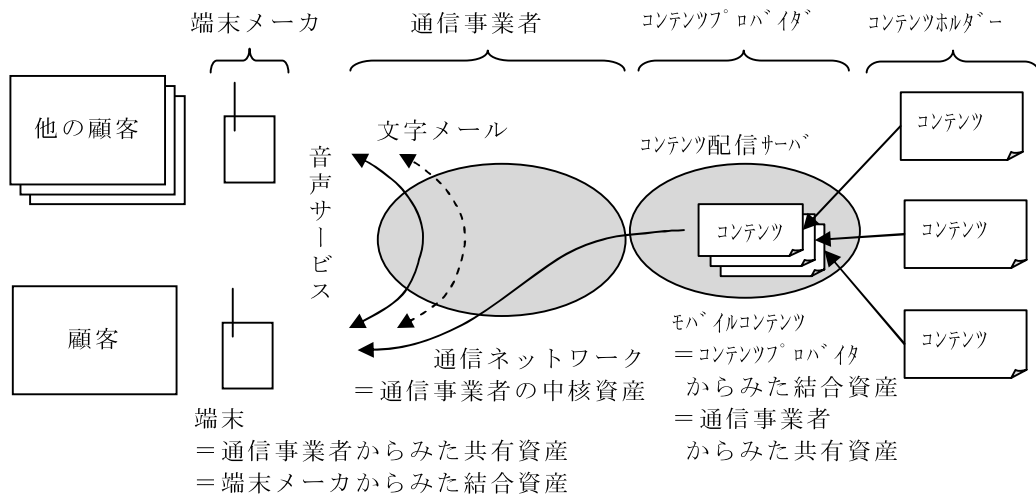 端末メーカ
通信事業者
コンテンツプロバイダ
コンテンツホルダー
他の顧客
文字メール
音声サービス
コンテンツ配信サーバ
コンテンツ
コンテンツ
コンテンツ
コンテンツ
顧客
通信ネットワーク
＝通信事業者の中核資産
モバイルコンテンツ
＝コンテンツプロバイタ
からみた結合資産
＝通信事業者
からみた共有資産
端末
＝通信事業者からみた共有資産
＝端末メーカからみた結合資産